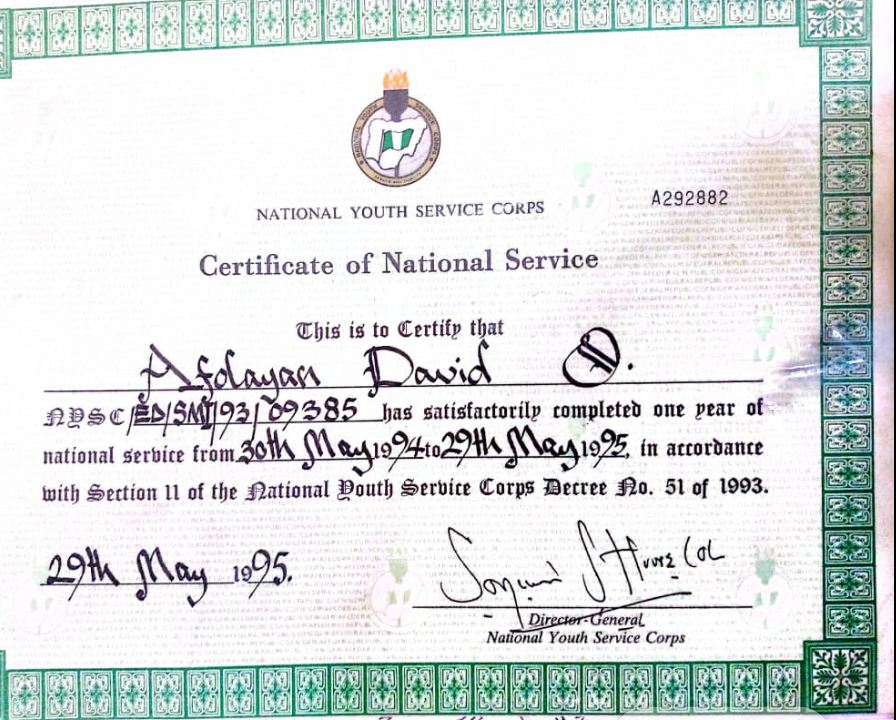 NATIONAL YOUTH SERVICE CORPS
A292882
Certificate of National Service
This is to Certify that
Afolayan David O.
NYSC/ED/SMT/93/09385 has satisfactorily completed one year of
national service from 30th May 1994 to 29th May 1995, in accordance
with Section 11 of the National Youth Service Corps Decree No. 51 of 1993.
29th May 1995.
Director-General
National Youth Service Corps